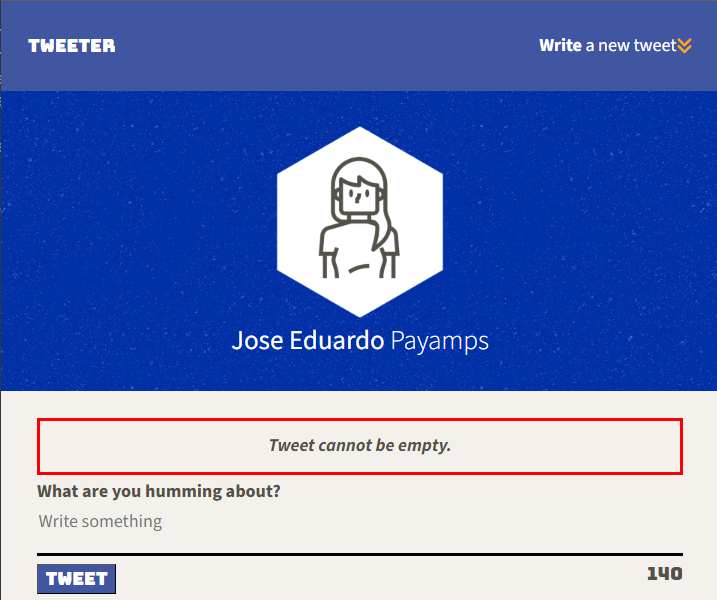 TWEETER
Write a new tweet
Jose Eduardo Payamps
Tweet cannot be empty.
What are you humming about?
Write something
TWEET
140